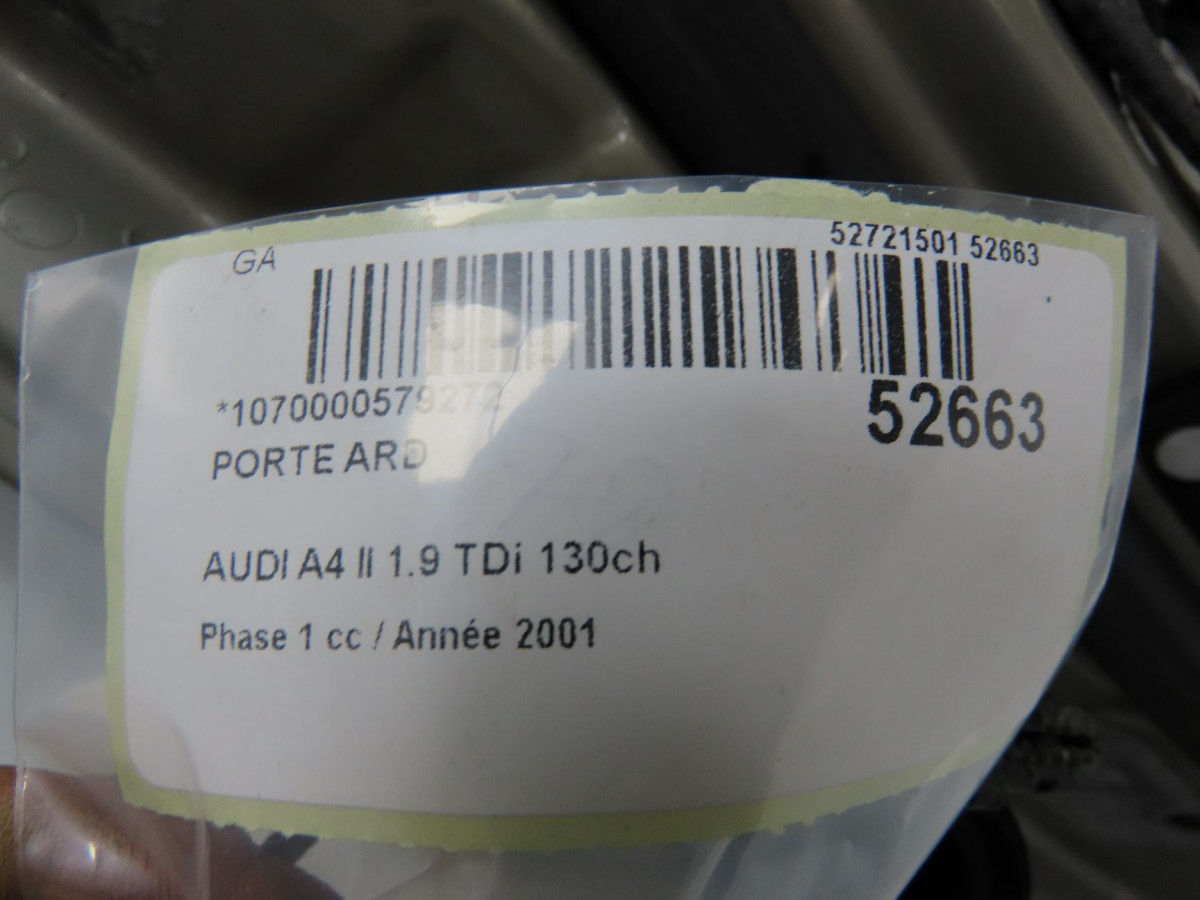 GA
52721501 52663
*1070000579272
52663
PORTE ARD
AUDI A4 II 1.9 TDi 130ch
Phase 1 cc / Année 2001